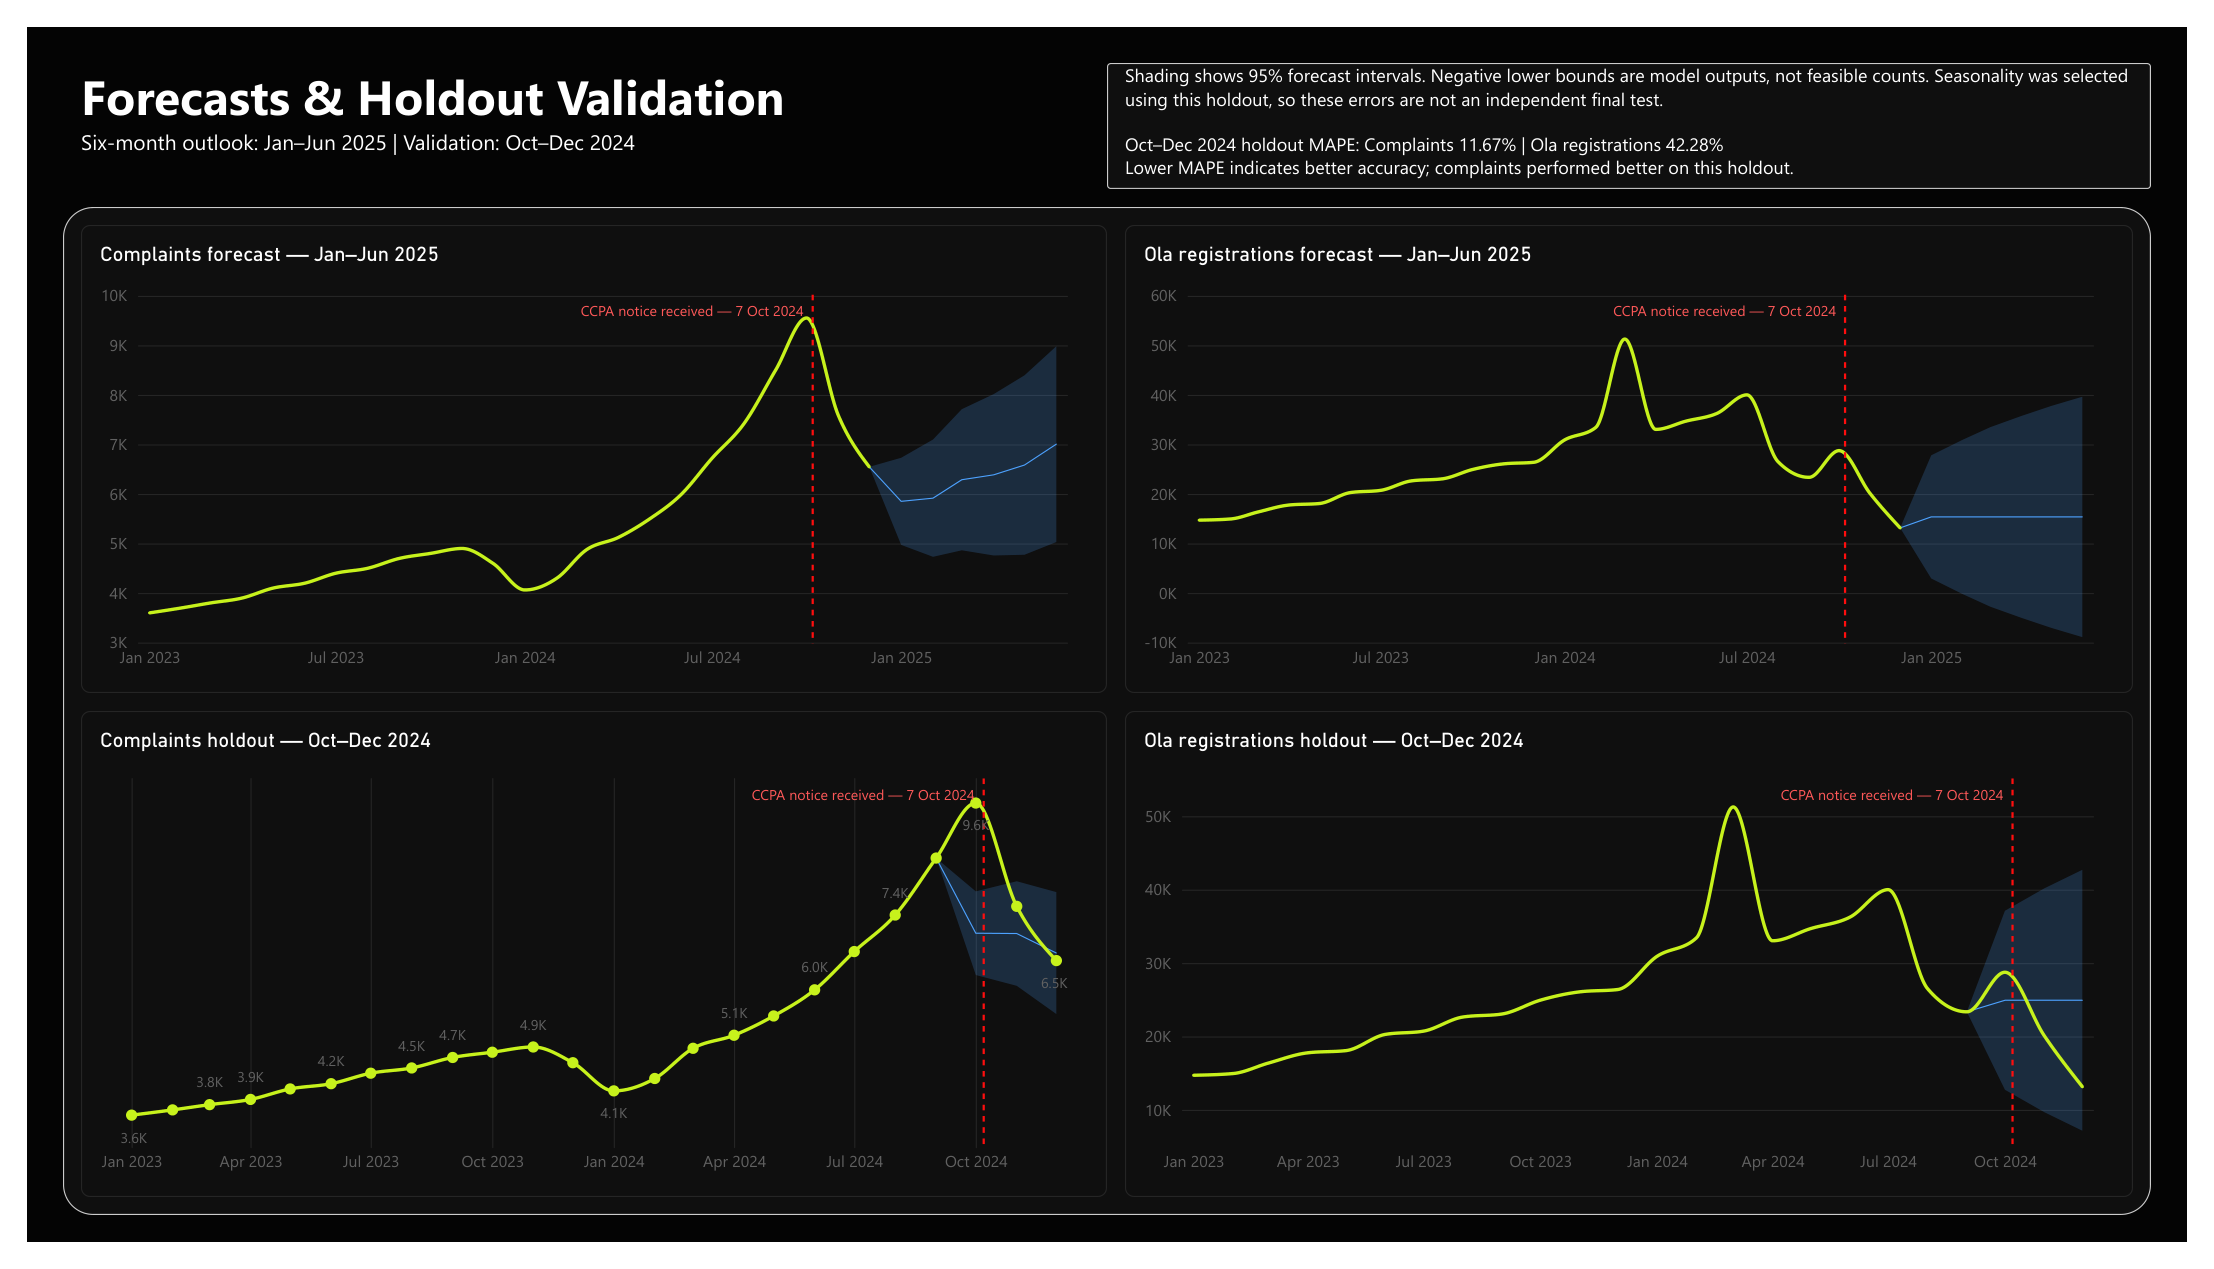 Forecasts & Holdout Validation
Six-month outlook: Jan–Jun 2025 | Validation: Oct–Dec 2024
Shading shows 95% forecast intervals. Negative lower bounds are model outputs, not feasible counts. Seasonality was selected
using this holdout, so these errors are not an independent final test.
Oct–Dec 2024 holdout MAPE: Complaints 11.67% | Ola registrations 42.28%
Lower MAPE indicates better accuracy; complaints performed better on this holdout.
Complaints forecast — Jan–Jun 2025
CCPA notice received — 7 Oct 2024
10K
9K
8K
7K
6K
5K
4K
3K
Jan 2023 Jul 2023 Jan 2024 Jul 2024 Jan 2025
Ola registrations forecast — Jan–Jun 2025
CCPA notice received — 7 Oct 2024
60K
50K
40K
30K
20K
10K
0K
-10K
Jan 2023 Jul 2023 Jan 2024 Jul 2024 Jan 2025
Complaints holdout — Oct–Dec 2024
CCPA notice received — 7 Oct 2024
9.6K
7.4K
6.0K
6.5K
5.1K
4.9K
4.7K
4.5K
4.2K
3.9K
3.8K
4.1K
3.6K
Jan 2023 Apr 2023 Jul 2023 Oct 2023 Jan 2024 Apr 2024 Jul 2024 Oct 2024
Ola registrations holdout — Oct–Dec 2024
CCPA notice received — 7 Oct 2024
50K
40K
30K
20K
10K
Jan 2023 Apr 2023 Jul 2023 Oct 2023 Jan 2024 Apr 2024 Jul 2024 Oct 2024